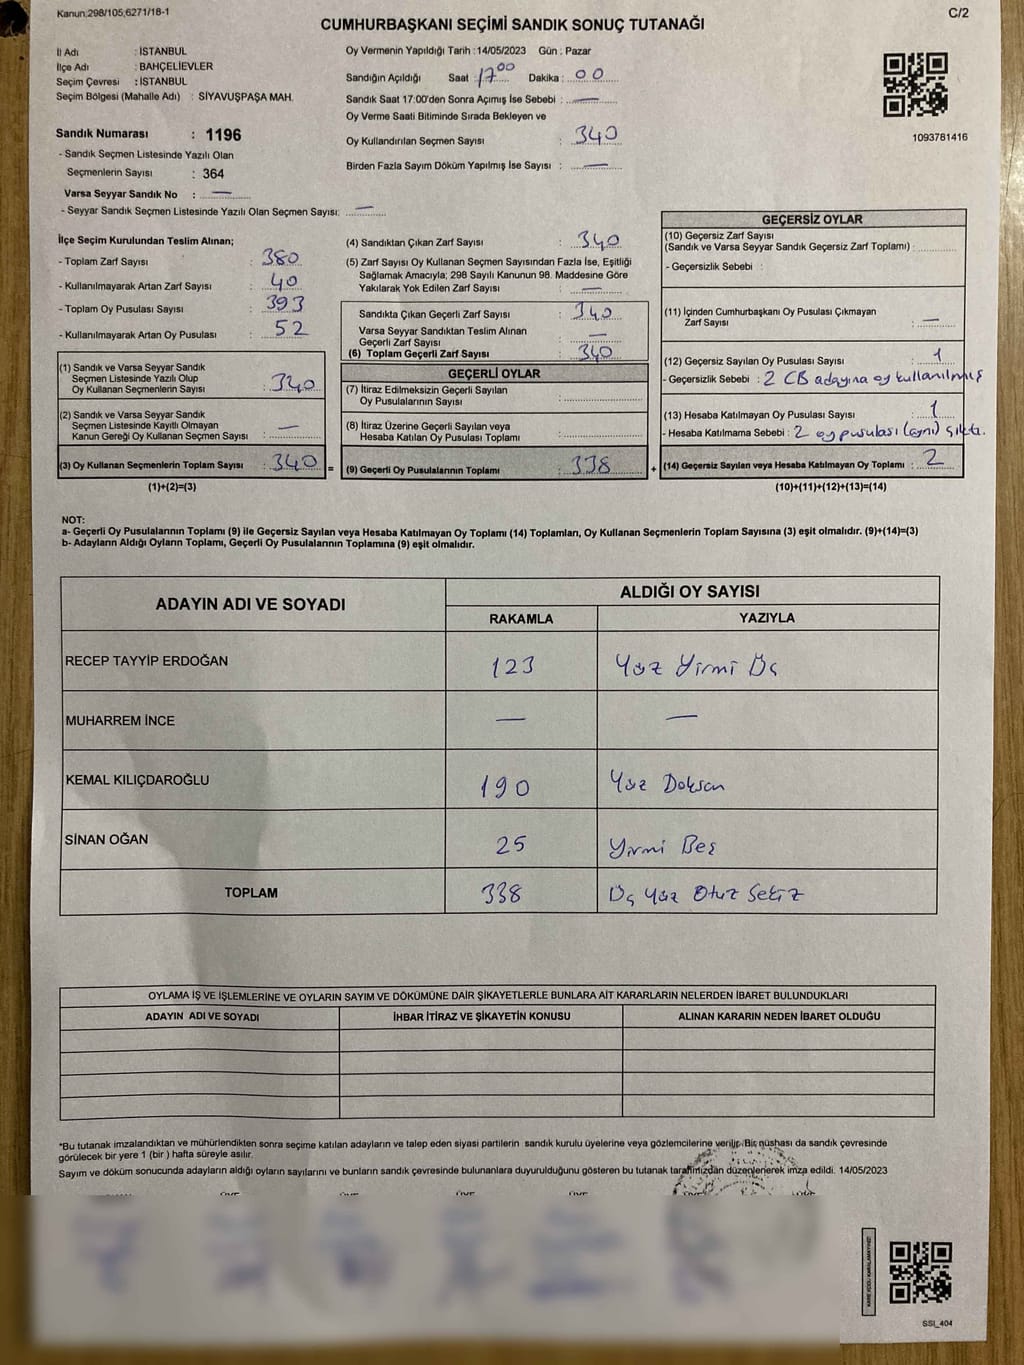 Kanun:298/105;6271/18-1
C/2
CUMHURBAŞKANI SEÇİMİ SANDIK SONUÇ TUTANAĞI
İl Adı : İSTANBUL
İlçe Adı : BAHÇELİEVLER
Seçim Çevresi : İSTANBUL
Seçim Bölgesi (Mahalle Adı) : SİYAVUŞPAŞA MAH.
Sandık Numarası : 1196
- Sandık Seçmen Listesinde Yazılı Olan
Seçmenlerin Sayısı : 364
Varsa Seyyar Sandık No : —
- Seyyar Sandık Seçmen Listesinde Yazılı Olan Seçmen Sayısı: —
Oy Vermenin Yapıldığı Tarih :14/05/2023 Gün : Pazar
Sandığın Açıldığı Saat : 17 00 Dakika : 00
Sandık Saat 17:00'den Sonra Açımış İse Sebebi : —
Oy Verme Saati Bitiminde Sırada Bekleyen ve
Oy Kullandırılan Seçmen Sayısı : 340
Birden Fazla Sayım Döküm Yapılmış İse Sayısı : —
1093781416
İlçe Seçim Kurulundan Teslim Alınan;
- Toplam Zarf Sayısı : 380
- Kullanılmayarak Artan Zarf Sayısı : 40
- Toplam Oy Pusulası Sayısı : 393
- Kullanılmayarak Artan Oy Pusulası : 52
(1) Sandık ve Varsa Seyyar Sandık
Seçmen Listesinde Yazılı Olup
Oy Kullanan Seçmenlerin Sayısı : 340
(2) Sandık ve Varsa Seyyar Sandık
Seçmen Listesinde Kayıtlı Olmayan
Kanun Gereği Oy Kullanan Seçmen Sayısı : —
(3) Oy Kullanan Seçmenlerin Toplam Sayısı : 340
(1)+(2)=(3)
(4) Sandıktan Çıkan Zarf Sayısı : 340
(5) Zarf Sayısı Oy Kullanan Seçmen Sayısından Fazla İse, Eşitliği
Sağlamak Amacıyla; 298 Sayılı Kanunun 98. Maddesine Göre
Yakılarak Yok Edilen Zarf Sayısı : —
Sandıkta Çıkan Geçerli Zarf Sayısı : 340
Varsa Seyyar Sandıktan Teslim Alınan
Geçerli Zarf Sayısı : —
(6) Toplam Geçerli Zarf Sayısı : 340
GEÇERLİ OYLAR
(7) İtiraz Edilmeksizin Geçerli Sayılan
Oy Pusulalarının Sayısı :
(8) İtiraz Üzerine Geçerli Sayılan veya
Hesaba Katılan Oy Pusulası Toplamı :
= (9) Geçerli Oy Pusulalarının Toplamı : 338 +
GEÇERSİZ OYLAR
(10) Geçersiz Zarf Sayısı
(Sandık ve Varsa Seyyar Sandık Geçersiz Zarf Toplamı) :
- Geçersizlik Sebebi :
(11) İçinden Cumhurbaşkanı Oy Pusulası Çıkmayan
Zarf Sayısı : —
(12) Geçersiz Sayılan Oy Pusulası Sayısı : 1
- Geçersizlik Sebebi : 2 CB adayına oy kullanılmış
(13) Hesaba Katılmayan Oy Pusulası Sayısı : 1
- Hesaba Katılmama Sebebi : 2 oy pusulası (aynı) çıktı.
(14) Geçersiz Sayılan veya Hesaba Katılmayan Oy Toplamı : 2
(10)+(11)+(12)+(13)=(14)
NOT:
a- Geçerli Oy Pusulalarının Toplamı (9) ile Geçersiz Sayılan veya Hesaba Katılmayan Oy Toplamı (14) Toplamları, Oy Kullanan Seçmenlerin Toplam Sayısına (3) eşit olmalıdır. (9)+(14)=(3)
b- Adayların Aldığı Oyların Toplamı, Geçerli Oy Pusulalarının Toplamına (9) eşit olmalıdır.
ADAYIN ADI VE SOYADI
ALDIĞI OY SAYISI
RAKAMLA YAZIYLA
RECEP TAYYİP ERDOĞAN 123 Yüz Yirmi Üç
MUHARREM İNCE — —
KEMAL KILIÇDAROĞLU 190 Yüz Doksan
SİNAN OĞAN 25 Yirmi Beş
TOPLAM 338 Üç Yüz Otuz Sekiz
OYLAMA İŞ VE İŞLEMLERİNE VE OYLARIN SAYIM VE DÖKÜMÜNE DAİR ŞİKAYETLERLE BUNLARA AİT KARARLARIN NELERDEN İBARET BULUNDUKLARI
ADAYIN ADI VE SOYADI İHBAR İTİRAZ VE ŞİKAYETİN KONUSU ALINAN KARARIN NEDEN İBARET OLDUĞU
*Bu tutanak imzalandıktan ve mühürlendikten sonra seçime katılan adayların ve talep eden siyasi partilerin sandık kurulu üyelerine veya gözlemcilerine verilir. Bir nüshası da sandık çevresinde
görülecek bir yere 1 (bir ) hafta süreyle asılır.
Sayım ve döküm sonucunda adayların aldığı oyların sayılarını ve bunların sandık çevresinde bulunanlara duyurulduğunu gösteren bu tutanak tarafımızdan düzenlenerek imza edildi. 14/05/2023
KARE KODU KARALAMAYINIZ!
SSI_404